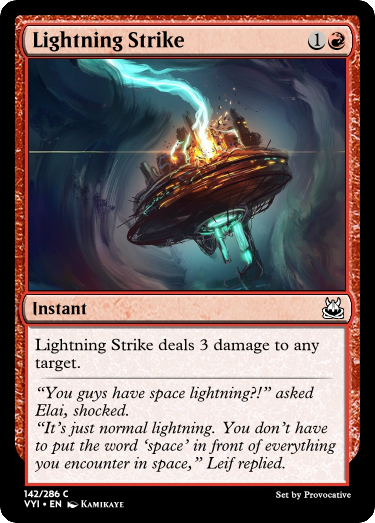 Lightning Strike 1
Instant
Lightning Strike deals 3 damage to any
target.
“You guys have space lightning?!” asked
Elai, shocked.
“It’s just normal lightning. You don’t have
to put the word ‘space’ in front of everything
you encounter in space,” Leif replied.
142/286 C
VYI • EN Kamikaye
Set by Provocative